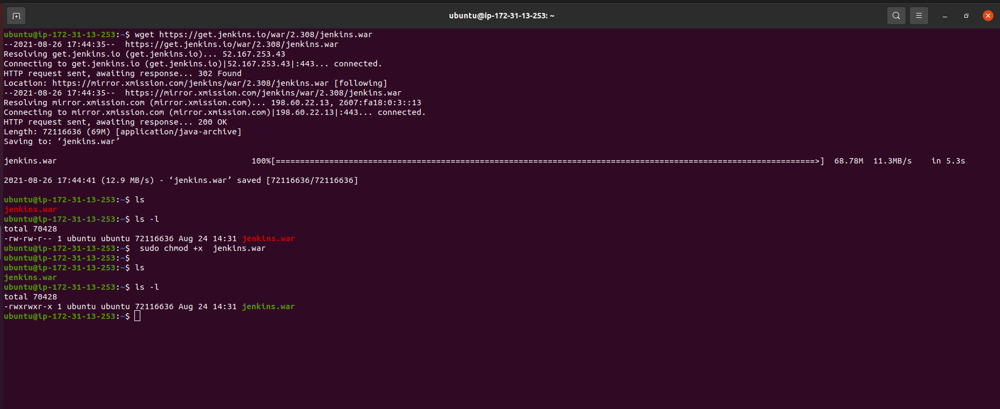 ubuntu@ip-172-31-13-253: ~
ubuntu@ip-172-31-13-253:~$ wget https://get.jenkins.io/war/2.308/jenkins.war
--2021-08-26 17:44:35--  https://get.jenkins.io/war/2.308/jenkins.war
Resolving get.jenkins.io (get.jenkins.io)... 52.167.253.43
Connecting to get.jenkins.io (get.jenkins.io)|52.167.253.43|:443... connected.
HTTP request sent, awaiting response... 302 Found
Location: https://mirror.xmission.com/jenkins/war/2.308/jenkins.war [following]
--2021-08-26 17:44:35--  https://mirror.xmission.com/jenkins/war/2.308/jenkins.war
Resolving mirror.xmission.com (mirror.xmission.com)... 198.60.22.13, 2607:fa18:0:3::13
Connecting to mirror.xmission.com (mirror.xmission.com)|198.60.22.13|:443... connected.
HTTP request sent, awaiting response... 200 OK
Length: 72116636 (69M) [application/java-archive]
Saving to: ‘jenkins.war’
jenkins.war 100%[===============================================================================================================>] 68.78M 11.3MB/s in 5.3s
2021-08-26 17:44:41 (12.9 MB/s) - ‘jenkins.war’ saved [72116636/72116636]
ubuntu@ip-172-31-13-253:~$ ls
jenkins.war
ubuntu@ip-172-31-13-253:~$ ls -l
total 70428
-rw-rw-r-- 1 ubuntu ubuntu 72116636 Aug 24 14:31 jenkins.war
ubuntu@ip-172-31-13-253:~$  sudo chmod +x  jenkins.war
ubuntu@ip-172-31-13-253:~$
ubuntu@ip-172-31-13-253:~$ ls
jenkins.war
ubuntu@ip-172-31-13-253:~$ ls -l
total 70428
-rwxrwxr-x 1 ubuntu ubuntu 72116636 Aug 24 14:31 jenkins.war
ubuntu@ip-172-31-13-253:~$